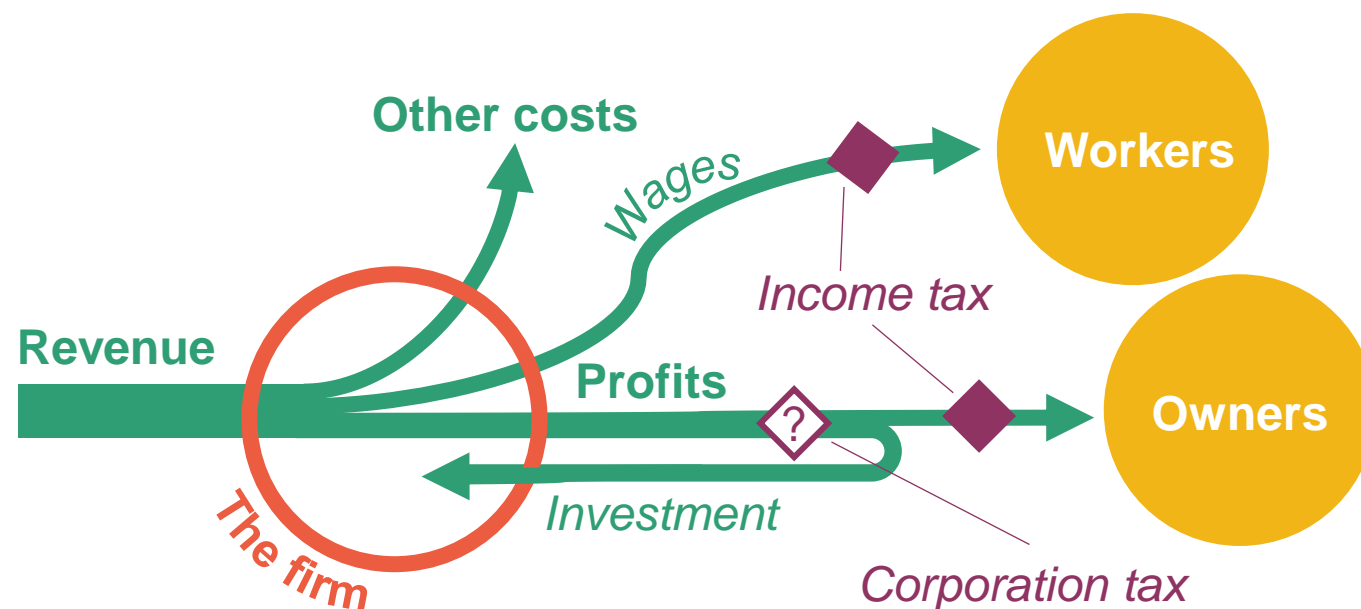 Other costs
Wages
Workers
Income tax
Revenue
Profits
?
Owners
Investment
The firm
Corporation tax